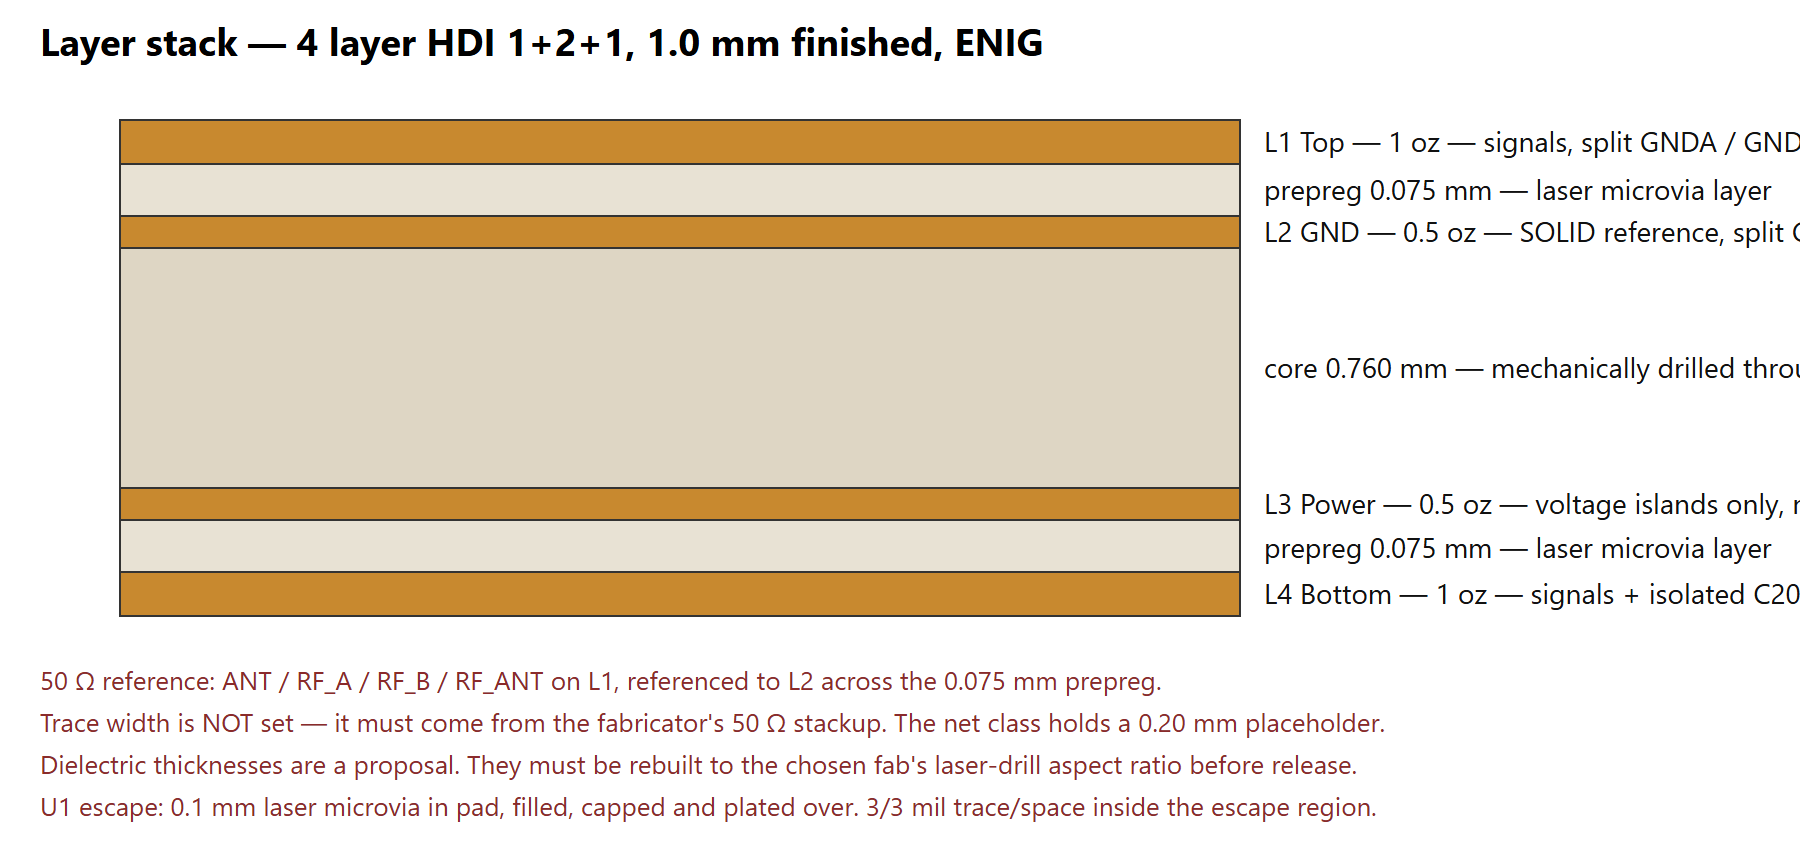 Layer stack — 4 layer HDI 1+2+1, 1.0 mm finished, ENIG
L1 Top — 1 oz — signals, split GNDA / GND
prepreg 0.075 mm — laser microvia layer
L2 GND — 0.5 oz — SOLID reference, split
core 0.760 mm — mechanically drilled
L3 Power — 0.5 oz — voltage islands only,
prepreg 0.075 mm — laser microvia layer
L4 Bottom — 1 oz — signals + isolated C20
50 Ω reference: ANT / RF_A / RF_B / RF_ANT on L1, referenced to L2 across the 0.075 mm prepreg.
Trace width is NOT set — it must come from the fabricator's 50 Ω stackup. The net class holds a 0.20 mm placeholder.
Dielectric thicknesses are a proposal. They must be rebuilt to the chosen fab's laser-drill aspect ratio before release.
U1 escape: 0.1 mm laser microvia in pad, filled, capped and plated over. 3/3 mil trace/space inside the escape region.